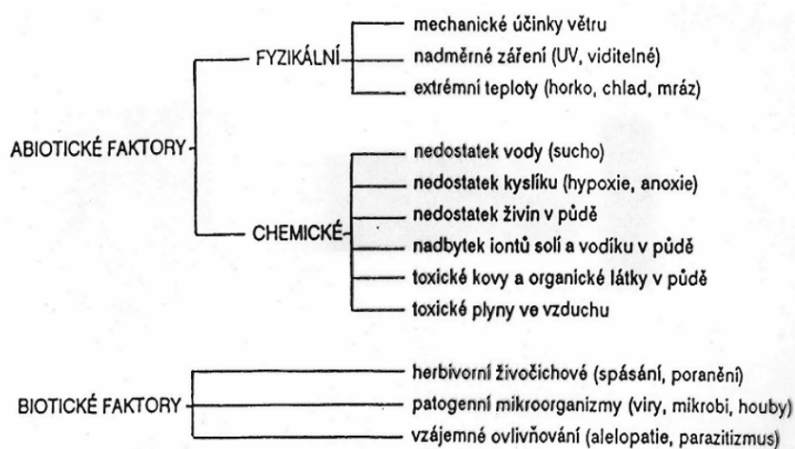 mechanické účinky větru
FYZIKÁLNÍ nadměrné záření (UV, viditelné)
extrémní teploty (horko, chlad, mráz)
ABIOTICKÉ FAKTORY
nedostatek vody (sucho)
nedostatek kyslíku (hypoxie, anoxie)
nedostatek živin v půdě
CHEMICKÉ
nadbytek iontů solí a vodíku v půdě
toxické kovy a organické látky v půdě
toxické plyny ve vzduchu
herbivorní živočichové (spásání, poranění)
BIOTICKÉ FAKTORY patogenní mikroorganizmy (viry, mikrobi, houby)
vzájemné ovlivňování (alelopatie, parazitizmus)